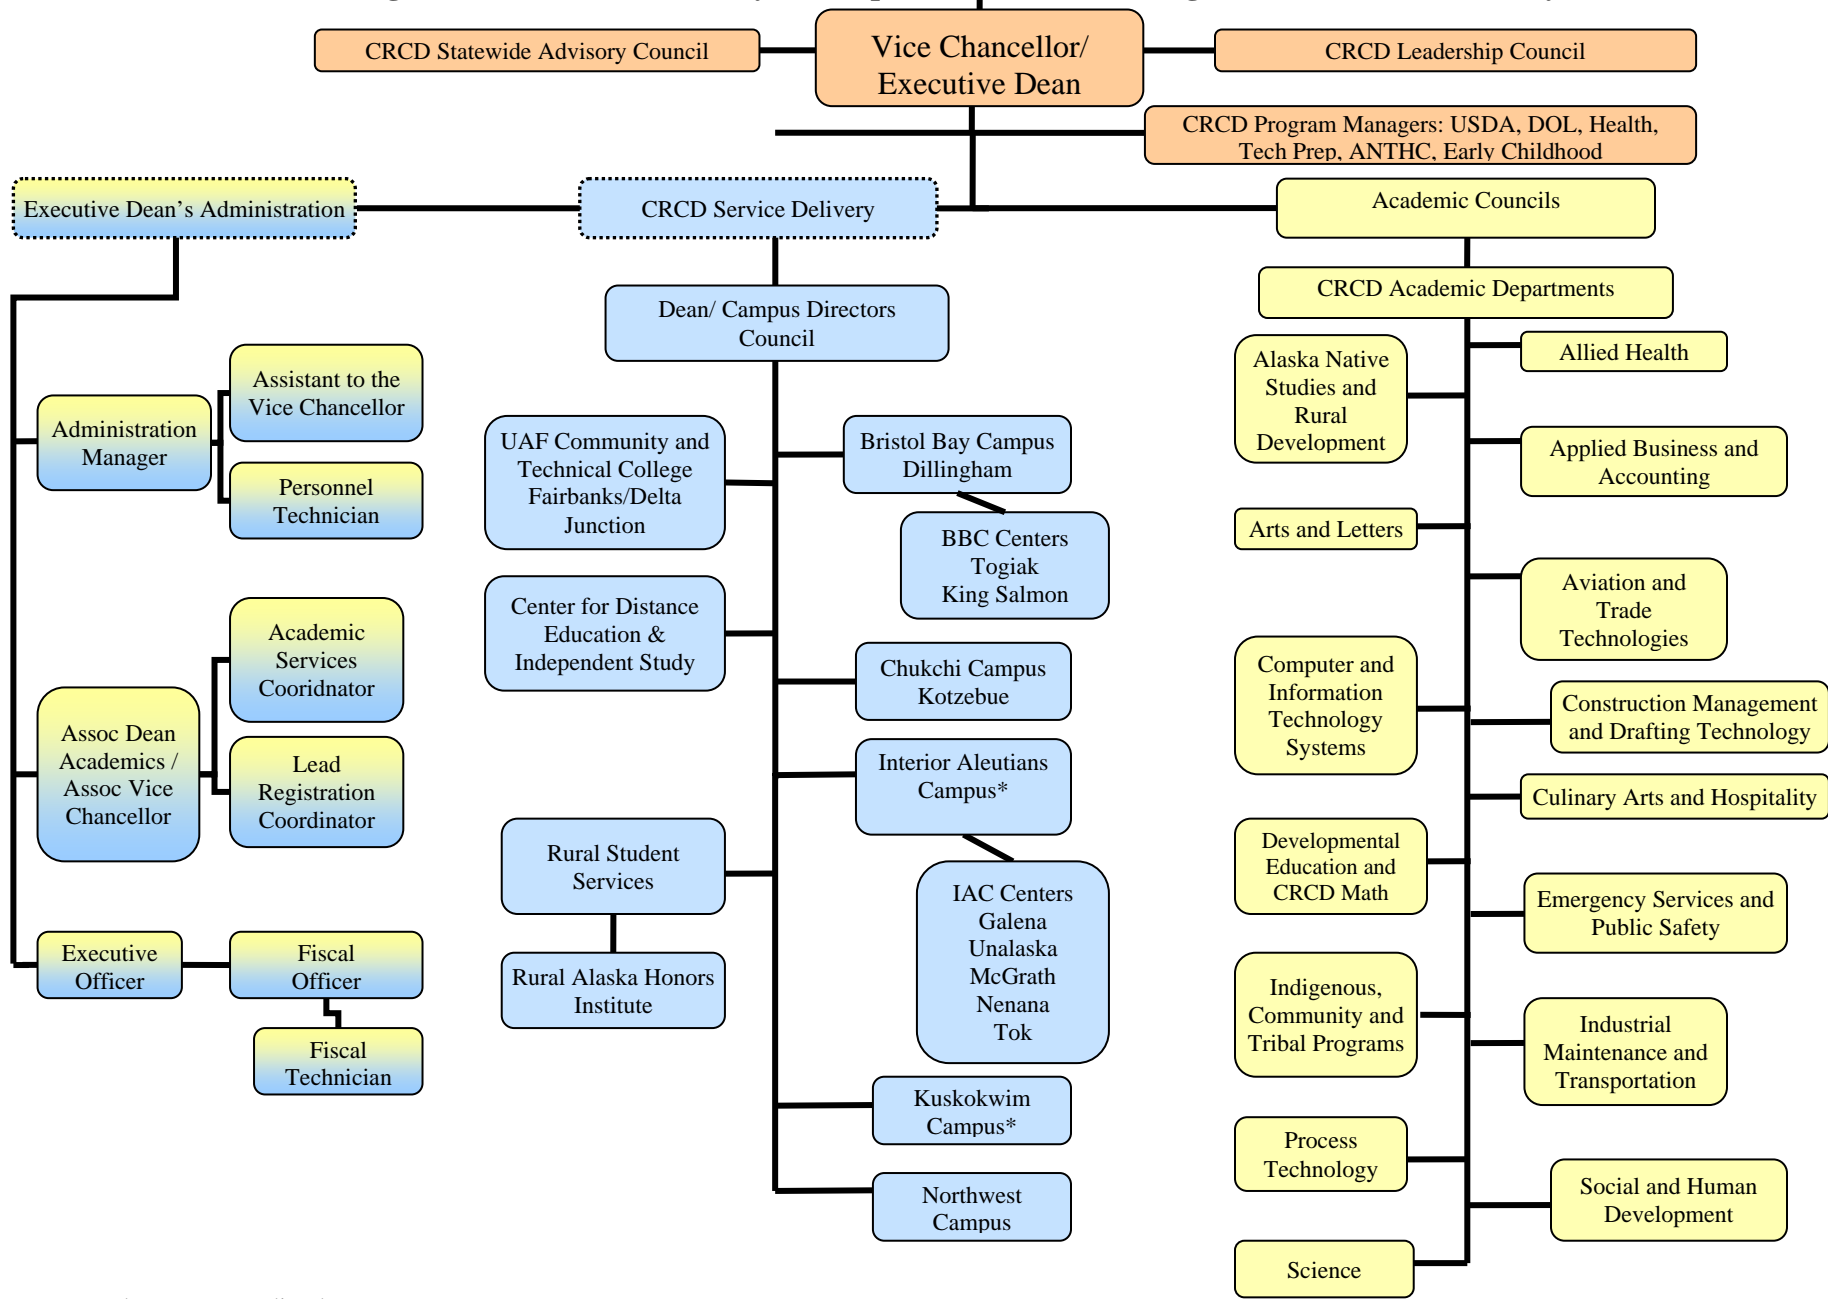 CRCD Statewide Advisory Council
Vice Chancellor/
Executive Dean
CRCD Leadership Council
CRCD Program Managers: USDA, DOL, Health,
Tech Prep, ANTHC, Early Childhood
Executive Dean's Administration
CRCD Service Delivery
Academic Councils
Administration
Manager
Assistant to the
Vice Chancellor
Personnel
Technician
Assoc Dean
Academics /
Assoc Vice
Chancellor
Academic
Services
Cooridnator
Lead
Registration
Coordinator
Executive
Officer
Fiscal
Officer
Fiscal
Technician
Dean/ Campus Directors
Council
UAF Community and
Technical College
Fairbanks/Delta
Junction
Center for Distance
Education &
Independent Study
Rural Student
Services
Rural Alaska Honors
Institute
Bristol Bay Campus
Dillingham
BBC Centers
Togiak
King Salmon
Chukchi Campus
Kotzebue
Interior Aleutians
Campus*
IAC Centers
Galena
Unalaska
McGrath
Nenana
Tok
Kuskokwim
Campus*
Northwest
Campus
CRCD Academic Departments
Allied Health
Alaska Native
Studies and
Rural
Development
Applied Business and
Accounting
Arts and Letters
Aviation and
Trade
Technologies
Computer and
Information
Technology
Systems
Construction Management
and Drafting Technology
Culinary Arts and Hospitality
Developmental
Education and
CRCD Math
Emergency Services and
Public Safety
Indigenous,
Community and
Tribal Programs
Industrial
Maintenance and
Transportation
Process
Technology
Social and Human
Development
Science